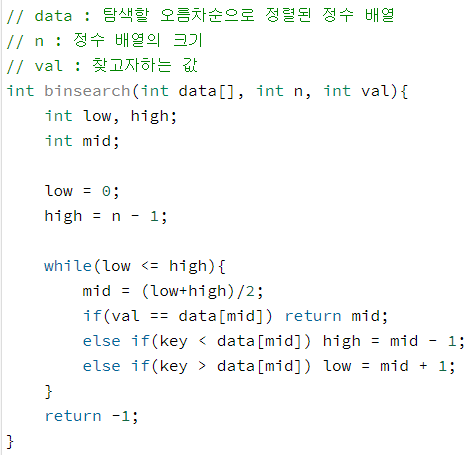 // data : 탐색할 오름차순으로 정렬된 정수 배열
// n : 정수 배열의 크기
// val : 찾고자하는 값
int binsearch(int data[], int n, int val){
    int low, high;
    int mid;

    low = 0;
    high = n - 1;

    while(low <= high){
        mid = (low+high)/2;
        if(val == data[mid]) return mid;
        else if(key < data[mid]) high = mid - 1;
        else if(key > data[mid]) low = mid + 1;
    }
    return -1;
}